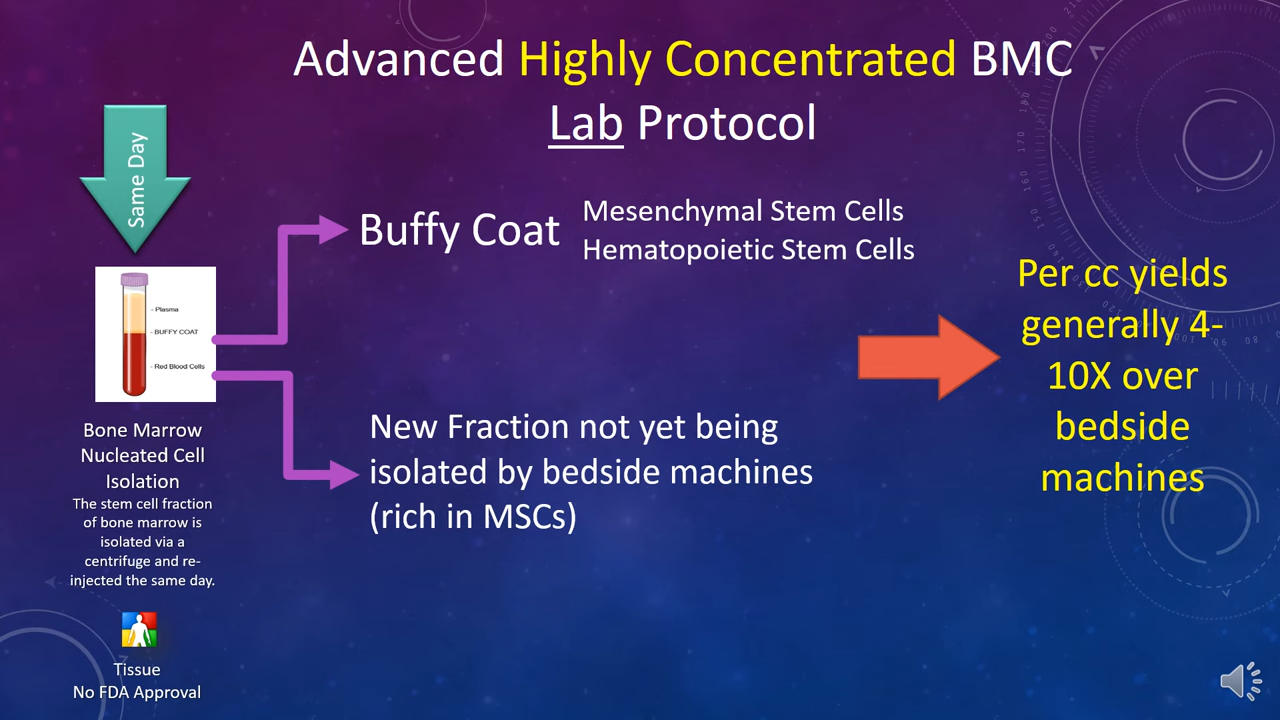 Advanced Highly Concentrated BMC
Lab Protocol
Same Day
- Plasma
- BUFFY COAT
- Red Blood Cells
Bone Marrow
Nucleated Cell
Isolation
The stem cell fraction
of bone marrow is
isolated via a
centrifuge and re-
injected the same day.
Tissue
No FDA Approval
Buffy Coat
Mesenchymal Stem Cells
Hematopoietic Stem Cells
New Fraction not yet being
isolated by bedside machines
(rich in MSCs)
Per cc yields
generally 4-
10X over
bedside
machines